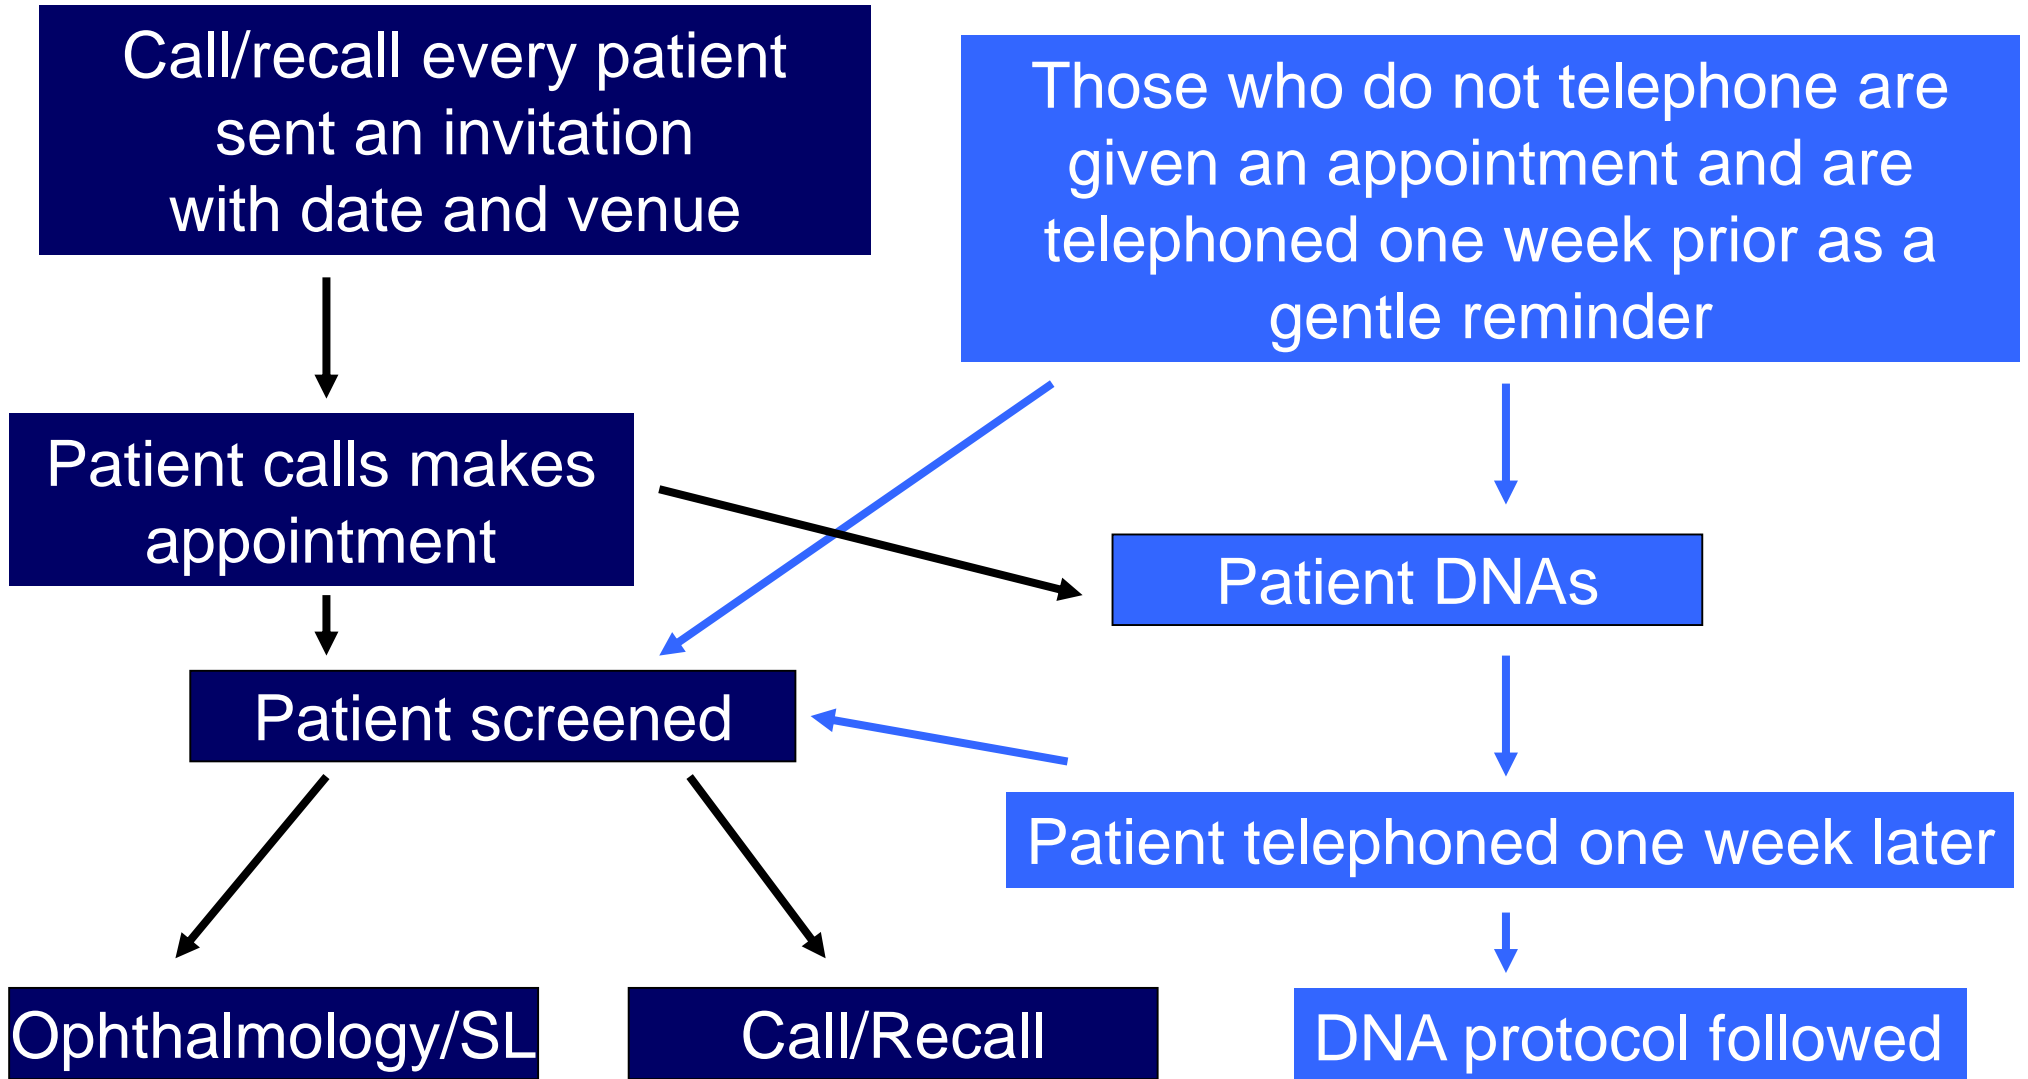 Call/recall every patient
sent an invitation
with date and venue
Those who do not telephone are
given an appointment and are
telephoned one week prior as a
gentle reminder
Patient calls makes
appointment
Patient DNAs
Patient screened
Patient telephoned one week later
Ophthalmology/SL
Call/Recall
DNA protocol followed